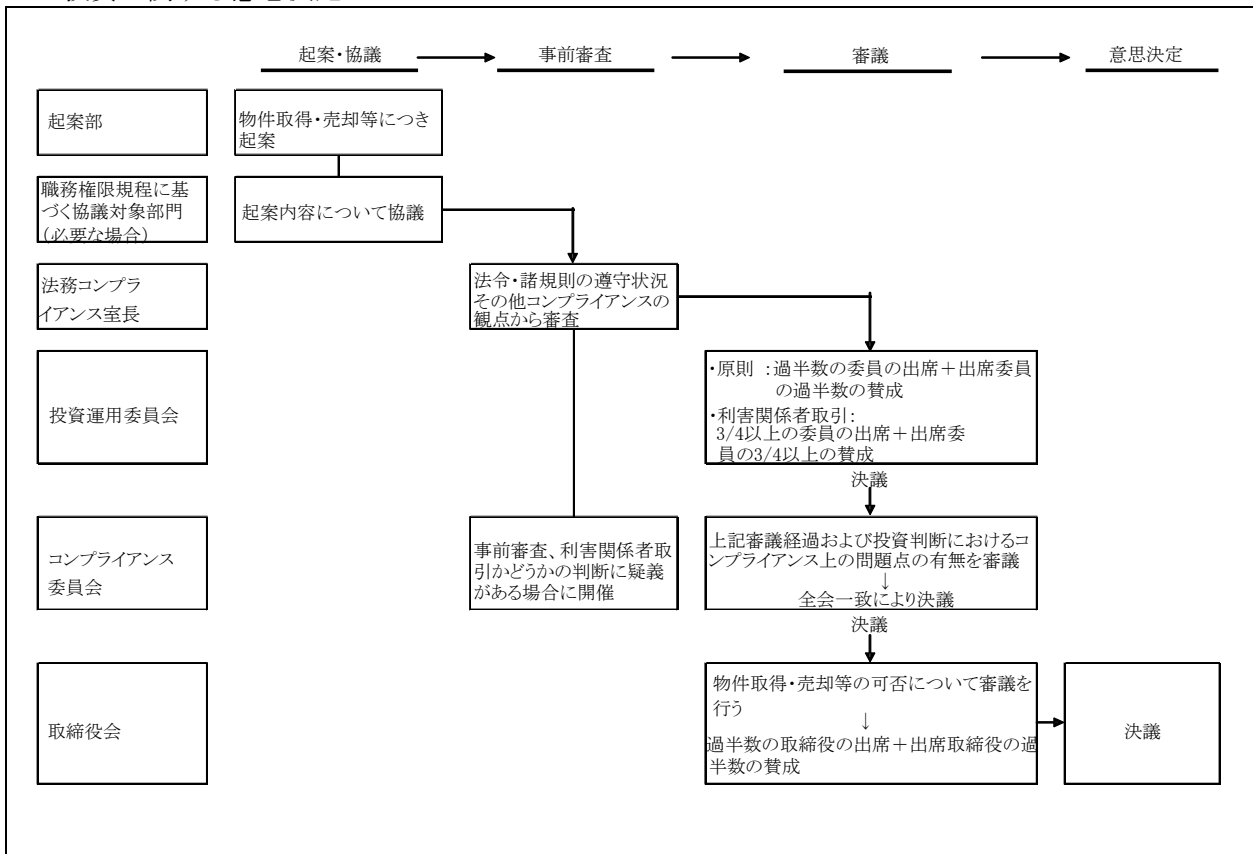 起案・協議
事前審査
審議
意思決定
起案部
物件取得・売却等につき
起案
職務権限規程に基
づく協議対象部門
(必要な場合)
起案内容について協議
法務コンプラ
イアンス室長
法令・諸規則の遵守状況
その他コンプライアンスの
観点から審査
投資運用委員会
・原則 :過半数の委員の出席+出席委員
の過半数の賛成
・利害関係者取引:
3/4以上の委員の出席+出席委
員の3/4以上の賛成
決議
コンプライアンス
委員会
事前審査、利害関係者取
引かどうかの判断に疑義
がある場合に開催
上記審議経過および投資判断におけるコ
ンプライアンス上の問題点の有無を審議
↓
全会一致により決議
決議
取締役会
物件取得・売却等の可否について審議を
行う
↓
過半数の取締役の出席+出席取締役の過
半数の賛成
決議